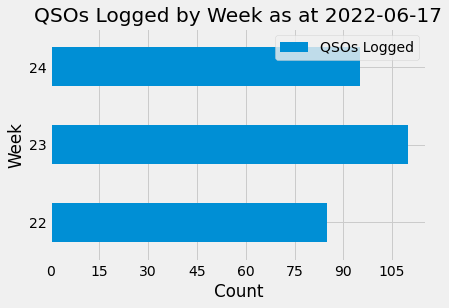 QSOs Logged by Week as at 2022-06-17
QSOs Logged
24
23
22
Week
0 15 30 45 60 75 90 105
Count